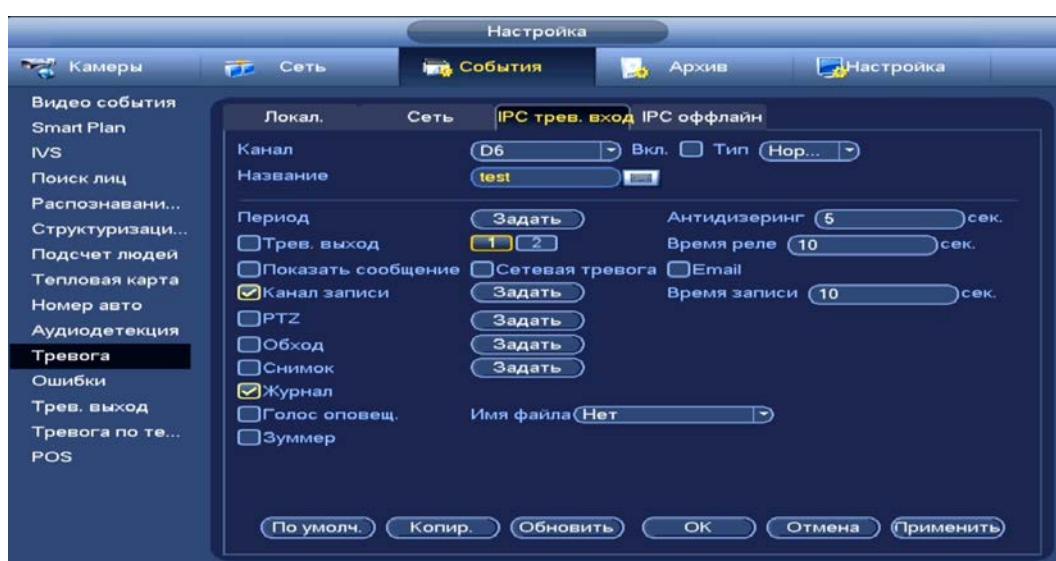 Настройка
Камеры Сеть События Архив Настройка
Видео события
Smart Plan
IVS
Поиск лиц
Распознавани...
Структуризаци...
Подсчет людей
Тепловая карта
Номер авто
Аудиодетекция
Тревога
Ошибки
Трев. выход
Тревога по те...
POS
Локал. Сеть IPC трев. вход IPC оффлайн
Канал D6 Вкл. Тип Нор...
Название test
Период Задать Антидизеринг 5 сек.
Трев. выход 1 2 Время реле 10 сек.
Показать сообщение Сетевая тревога Email
Канал записи Задать Время записи 10 сек.
PTZ Задать
Обход Задать
Снимок Задать
Журнал
Голос оповещ. Имя файла Нет
Зуммер
По умолч. Копир. Обновить OK Отмена Применить